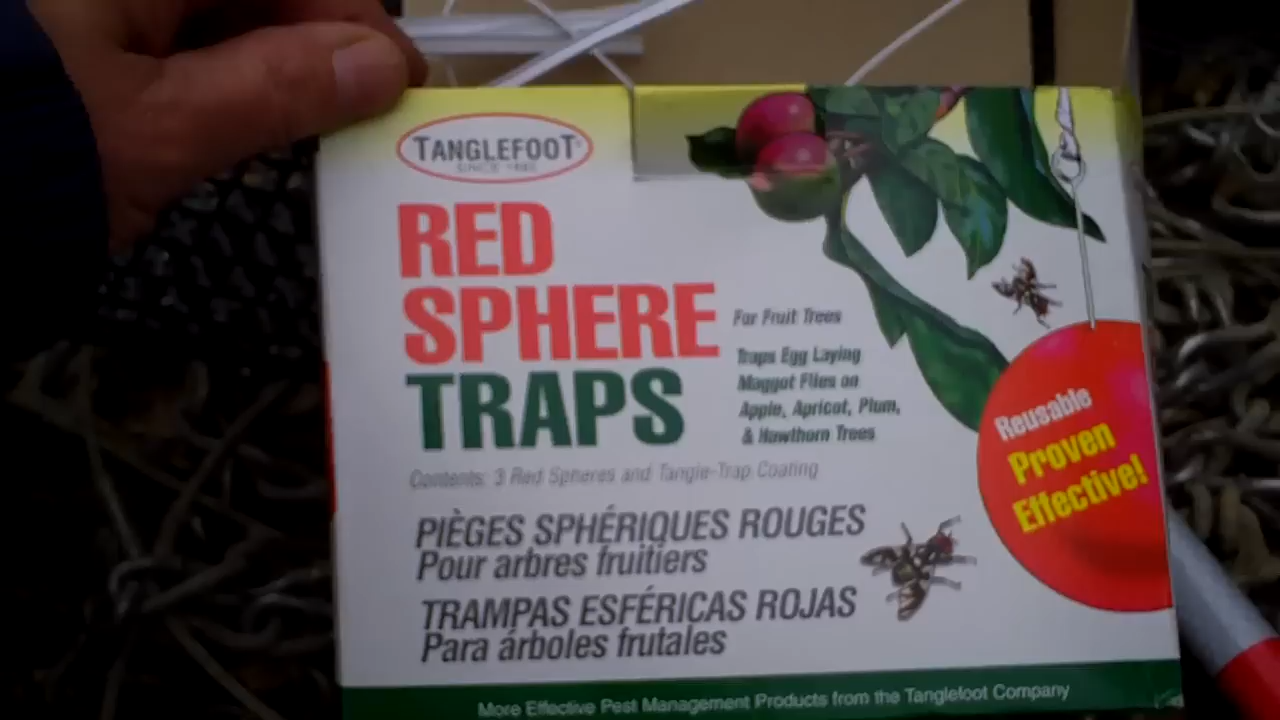 TANGLEFOOT
RED
SPHERE
TRAPS
For Fruit Trees
Traps Egg Laying
Maggot Flies on
Apple, Apricot, Plum,
& Hawthorn Trees
Contents: 3 Red Spheres and Tangle-Trap Coating
Reusable
Proven
Effective!
PIÈGES SPHÉRIQUES ROUGES
Pour arbres fruitiers
TRAMPAS ESFÉRICAS ROJAS
Para árboles frutales
More Effective Pest Management Products from the Tanglefoot Company